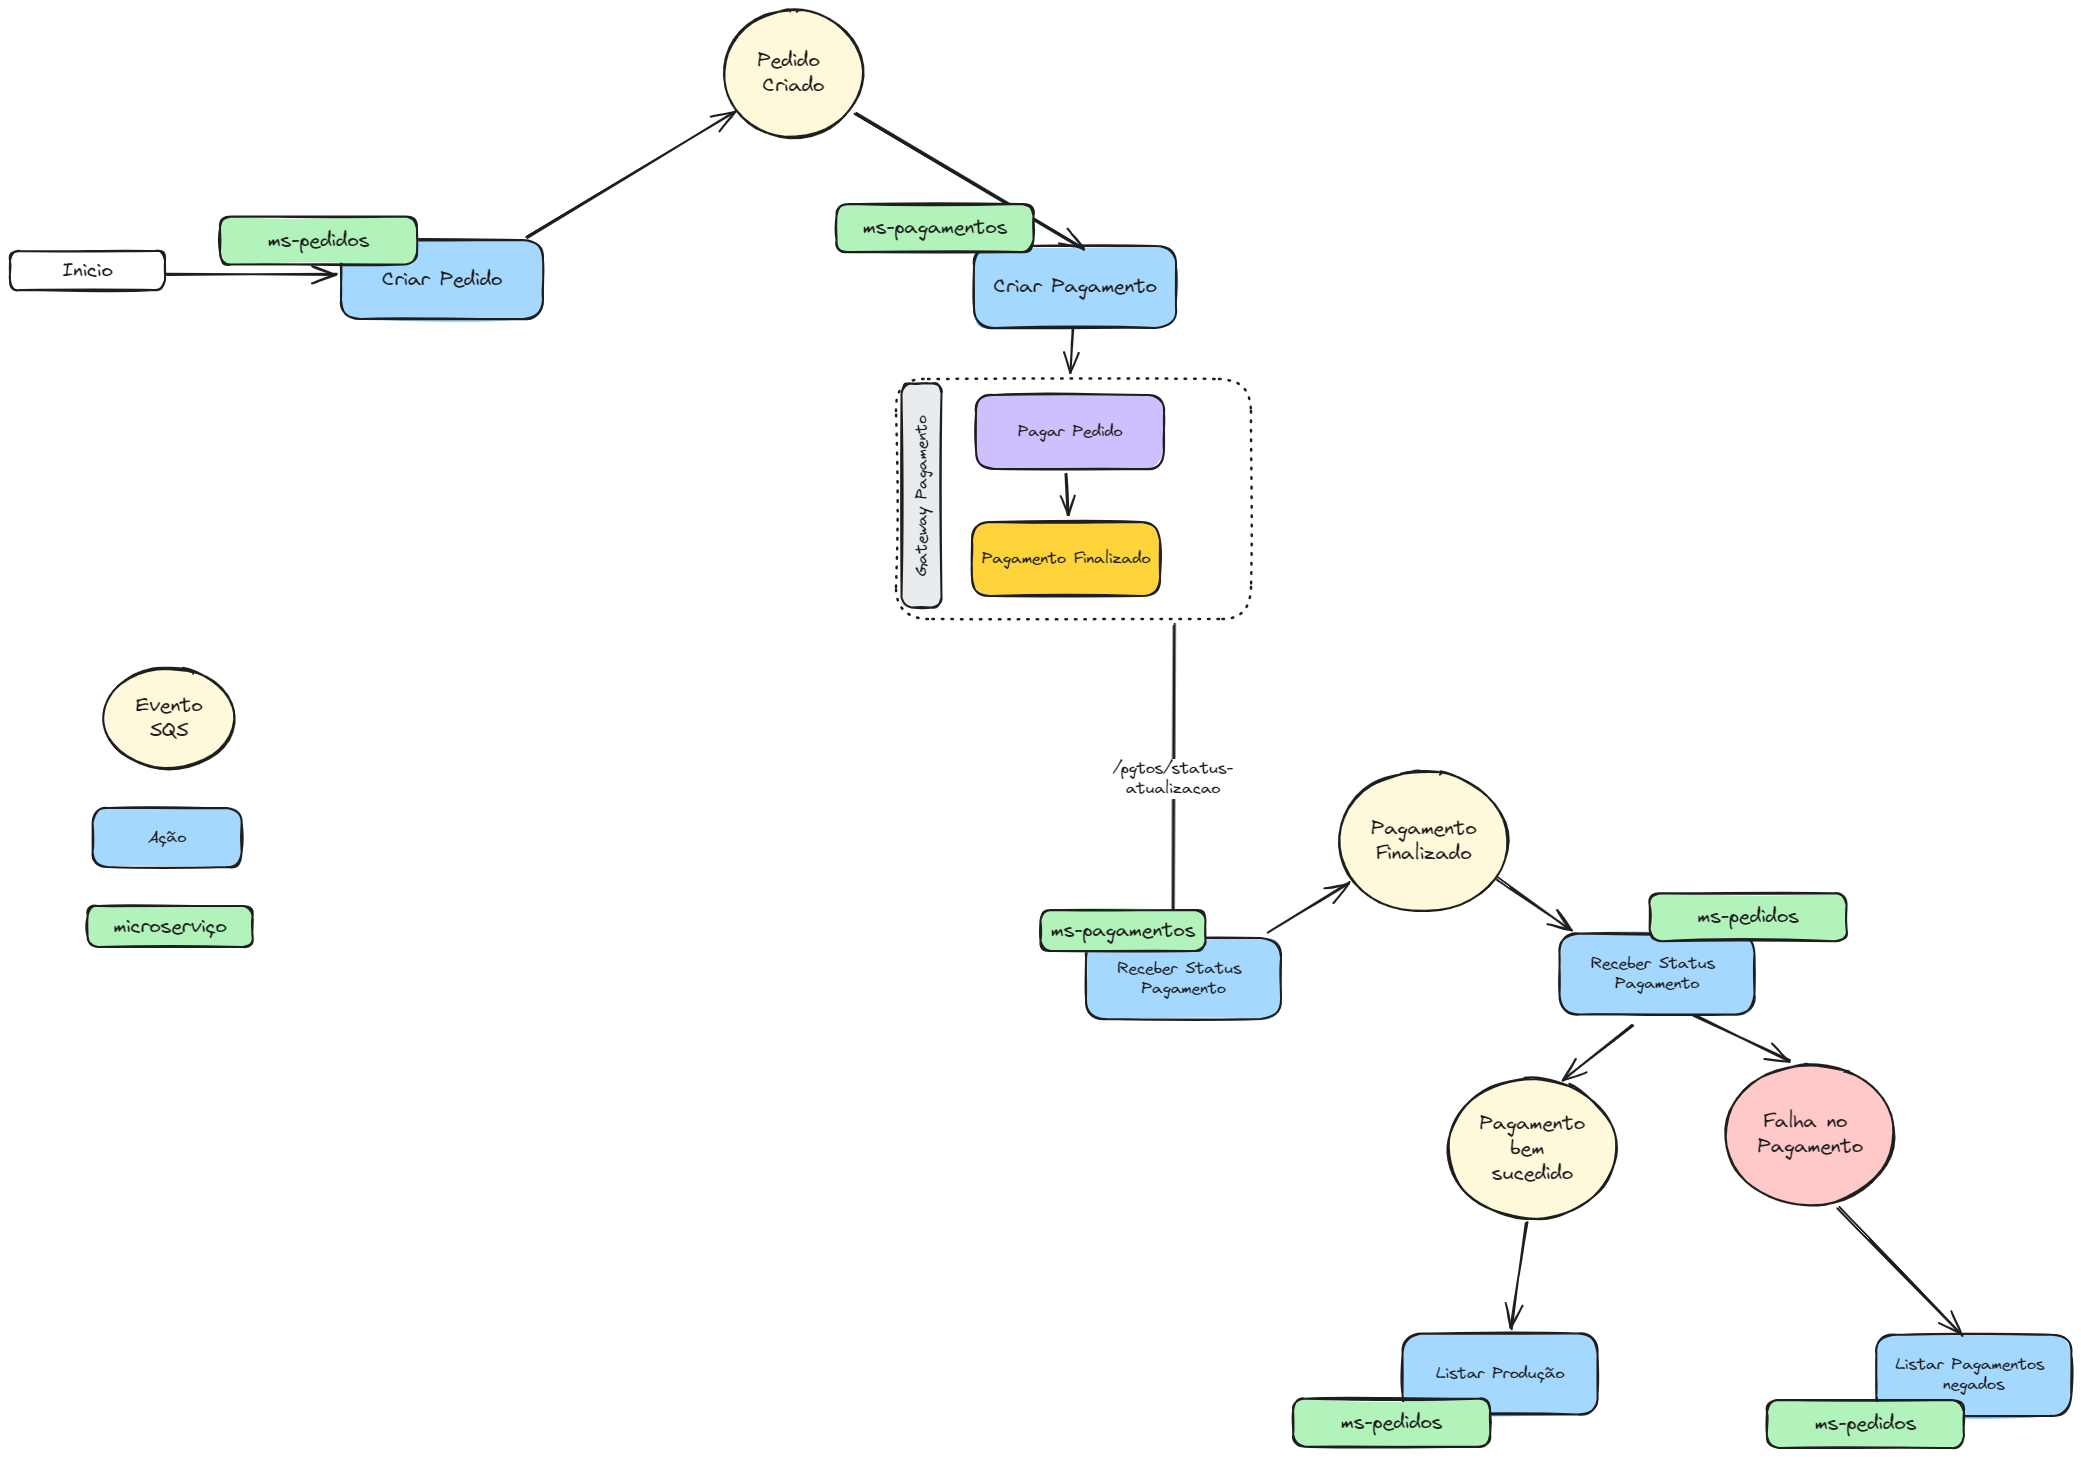 Pedido
Criado
ms-pedidos
Inicio
Criar Pedido
ms-pagamentos
Criar Pagamento
Gateway Pagamento
Pagar Pedido
Pagamento Finalizado
Evento
SQS
Ação
microserviço
/pgtos/status-
atualizacao
Pagamento
Finalizado
ms-pagamentos
Receber Status
Pagamento
ms-pedidos
Receber Status
Pagamento
Pagamento
bem
sucedido
Falha no
Pagamento
Listar Produção
ms-pedidos
Listar Pagamentos
negados
ms-pedidos